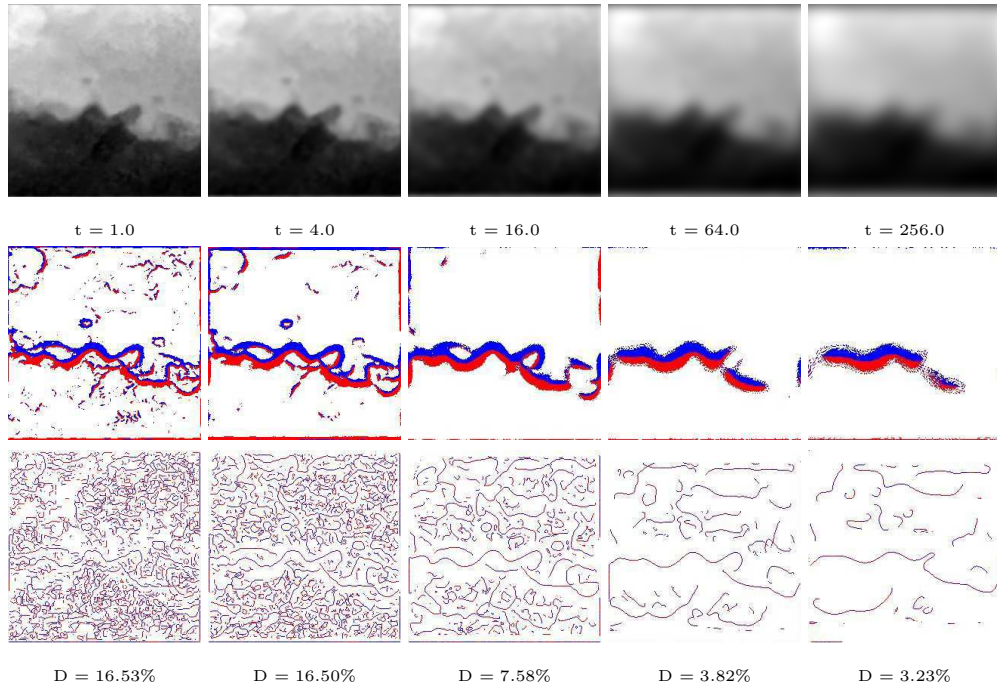 t = 1.0 t = 4.0 t = 16.0 t = 64.0 t = 256.0
D = 16.53% D = 16.50% D = 7.58% D = 3.82% D = 3.23%